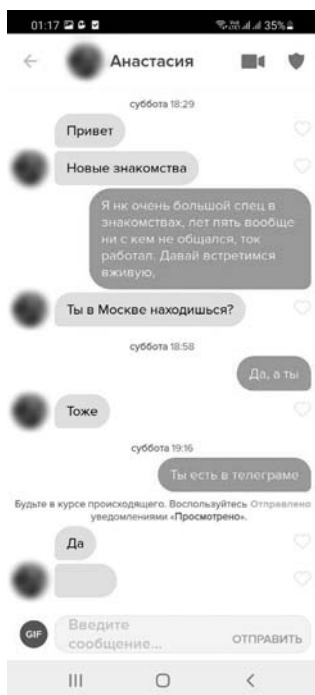 01:17
35%
Анастасия
суббота 18:29
Привет
Новые знакомства
Я нк очень большой спец в
знакомствах, лет пять вообще
ни с кем не общался, ток
работал. Давай встретимся
вживую,
Ты в Москве находишься?
суббота 18:58
Да, а ты
Тоже
суббота 19:16
Ты есть в телеграме
Будьте в курсе происходящего. Воспользуйтесь Отправлено
уведомлениями «Просмотрено».
Да
GIF
Введите
сообщение...
ОТПРАВИТЬ